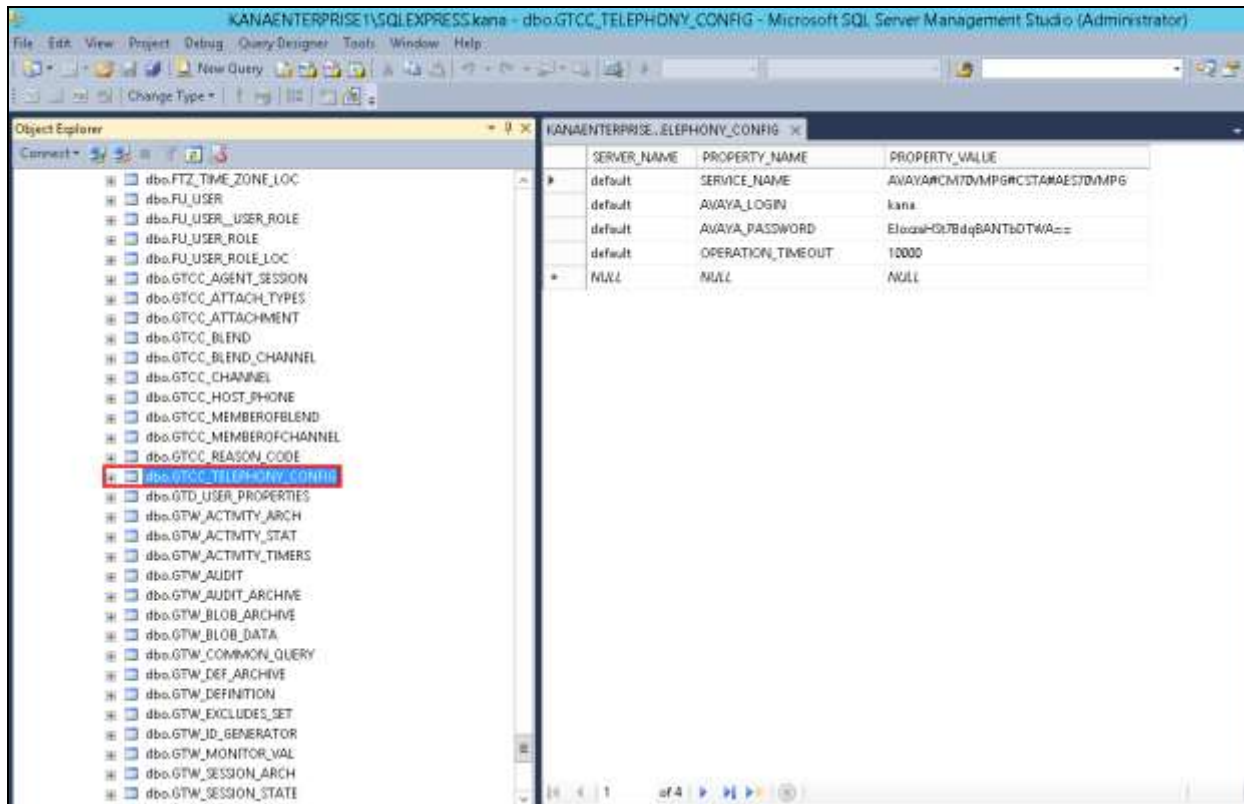 KANAENTERPRISE1\SQLEXPRESS.kana - dbo.GTCC_TELEPHONY_CONFIG - Microsoft SQL Server Management Studio (Administrator)
File Edit View Project Debug Query Designer Tools Window Help
New Query
Change Type
Object Explorer
Connect
dbo.FTZ_TIME_ZONE_LOC
dbo.FU_USER
dbo.FU_USER__USER_ROLE
dbo.FU_USER_ROLE
dbo.FU_USER_ROLE_LOC
dbo.GTCC_AGENT_SESSION
dbo.GTCC_ATTACH_TYPES
dbo.GTCC_ATTACHMENT
dbo.GTCC_BLEND
dbo.GTCC_BLEND_CHANNEL
dbo.GTCC_CHANNEL
dbo.GTCC_HOST_PHONE
dbo.GTCC_MEMBEROFBLEND
dbo.GTCC_MEMBEROFCHANNEL
dbo.GTCC_REASON_CODE
dbo.GTCC_TELEPHONY_CONFIG
dbo.GTD_USER_PROPERTIES
dbo.GTW_ACTIVITY_ARCH
dbo.GTW_ACTIVITY_STAT
dbo.GTW_ACTIVITY_TIMERS
dbo.GTW_AUDIT
dbo.GTW_AUDIT_ARCHIVE
dbo.GTW_BLOB_ARCHIVE
dbo.GTW_BLOB_DATA
dbo.GTW_COMMON_QUERY
dbo.GTW_DEF_ARCHIVE
dbo.GTW_DEFINITION
dbo.GTW_EXCLUDES_SET
dbo.GTW_ID_GENERATOR
dbo.GTW_MONITOR_VAL
dbo.GTW_SESSION_ARCH
dbo.GTW_SESSION_STATE
KANAENTERPRISE...ELEPHONY_CONFIG
SERVER_NAME PROPERTY_NAME PROPERTY_VALUE
default SERVICE_NAME AVAYA#CM70VMPG#CSTA#AES70VMPG
default AVAYA_LOGIN kana
default AVAYA_PASSWORD
default OPERATION_TIMEOUT 10000
NULL NULL NULL
1 of 4